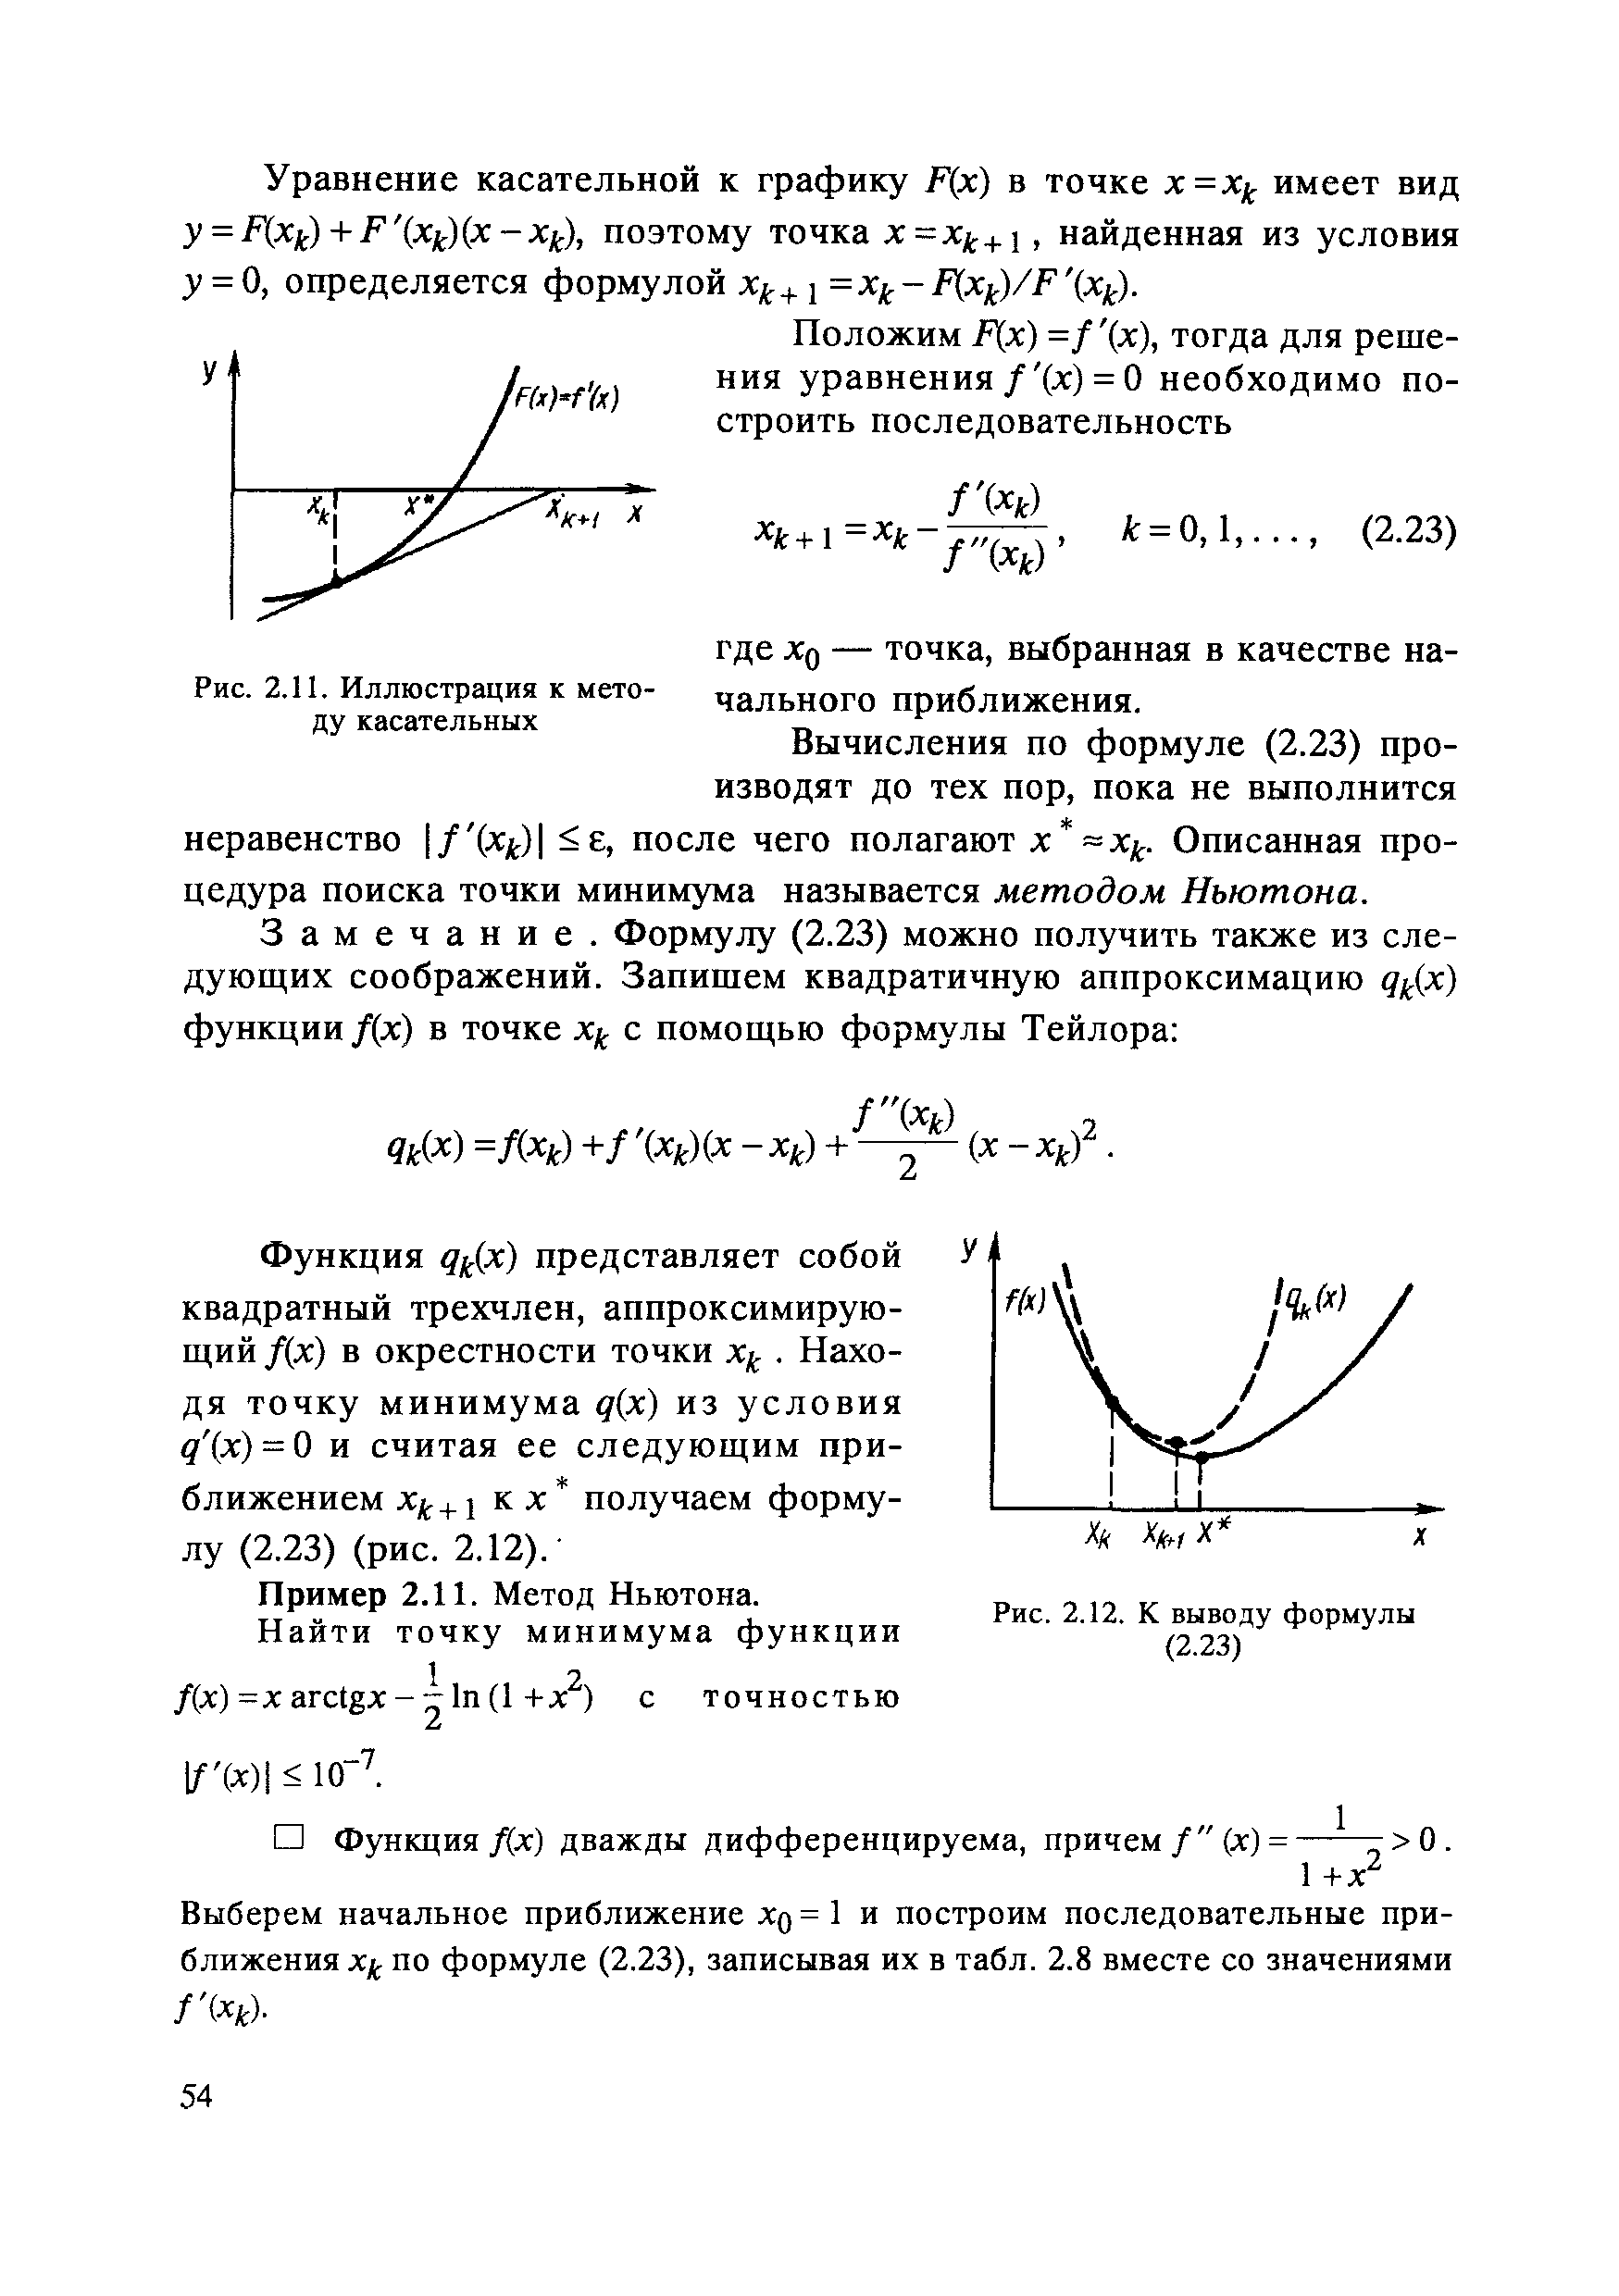 Уравнение касательной к графику F(x) в точке x = x_k имеет вид
y = F(x_k) + F'(x_k)(x - x_k), поэтому точка x = x_{k+1}, найденная из условия
y = 0, определяется формулой x_{k+1} = x_k - F(x_k)/F'(x_k).
Положим F(x) = f'(x), тогда для реше-
ния уравнения f'(x) = 0 необходимо по-
строить последовательность
x_{k+1} = x_k - f'(x_k)/f''(x_k), k = 0, 1, . . . , (2.23)
где x_0 — точка, выбранная в качестве на-
чального приближения.
y
F(x)=f'(x)
x_k x* x_{k+1} x
Рис. 2.11. Иллюстрация к мето-
ду касательных
Вычисления по формуле (2.23) про-
изводят до тех пор, пока не выполнится
неравенство |f'(x_k)| ≤ ε, после чего полагают x* ≈ x_k. Описанная про-
цедура поиска точки минимума называется методом Ньютона.
З а м е ч а н и е . Формулу (2.23) можно получить также из сле-
дующих соображений. Запишем квадратичную аппроксимацию q_k(x)
функции f(x) в точке x_k с помощью формулы Тейлора:
q_k(x) = f(x_k) + f'(x_k)(x - x_k) + f''(x_k)/2 (x - x_k)² .
Функция q_k(x) представляет собой
квадратный трехчлен, аппроксимирую-
щий f(x) в окрестности точки x_k . Нахо-
дя точку минимума q(x) из условия
q'(x) = 0 и считая ее следующим при-
ближением x_{k+1} к x* получаем форму-
лу (2.23) (рис. 2.12).
y
f(x) q_k(x)
x_k x_{k+1} x* x
Рис. 2.12. К выводу формулы
(2.23)
Пример 2.11. Метод Ньютона.
Найти точку минимума функции
f(x) = x arctgx - 1/2 ln (1 + x²) с точностью
|f'(x)| ≤ 10⁻⁷.
□ Функция f(x) дважды дифференцируема, причем f''(x) = 1/(1 + x²) > 0 .
Выберем начальное приближение x_0 = 1 и построим последовательные при-
ближения x_k по формуле (2.23), записывая их в табл. 2.8 вместе со значениями
f'(x_k).
54